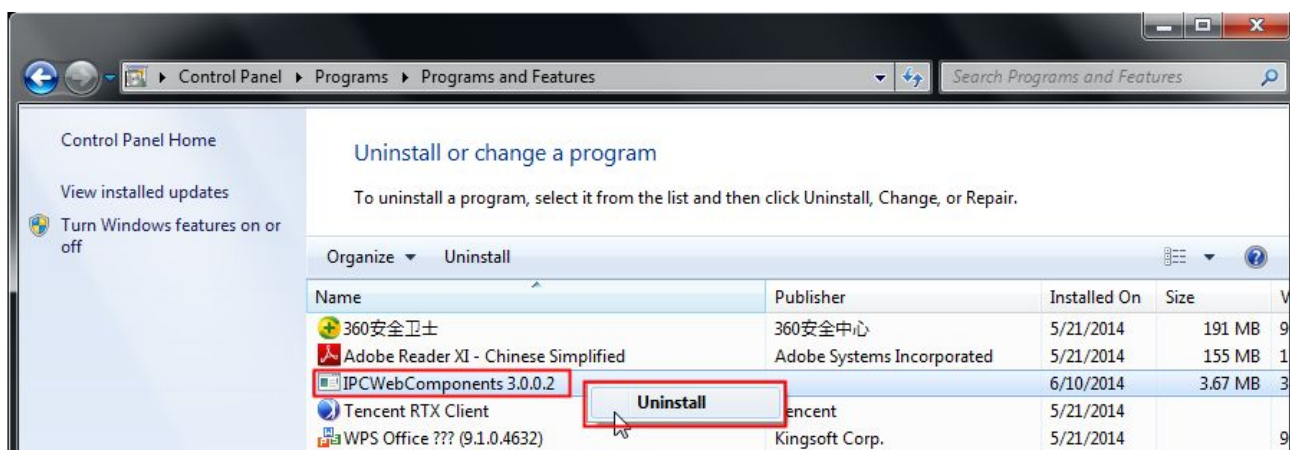 Control Panel Programs Programs and Features Search Programs and Features
Control Panel Home
View installed updates
Turn Windows features on or
off
Uninstall or change a program
To uninstall a program, select it from the list and then click Uninstall, Change, or Repair.
Organize Uninstall
Name Publisher Installed On Size V
360安全卫士 360安全中心 5/21/2014 191 MB 9
Adobe Reader XI - Chinese Simplified Adobe Systems Incorporated 5/21/2014 155 MB 1
IPCWebComponents 3.0.0.2 6/10/2014 3.67 MB 3
Uninstall
Tencent RTX Client encent 5/21/2014
WPS Office ??? (9.1.0.4632) Kingsoft Corp. 5/21/2014 9